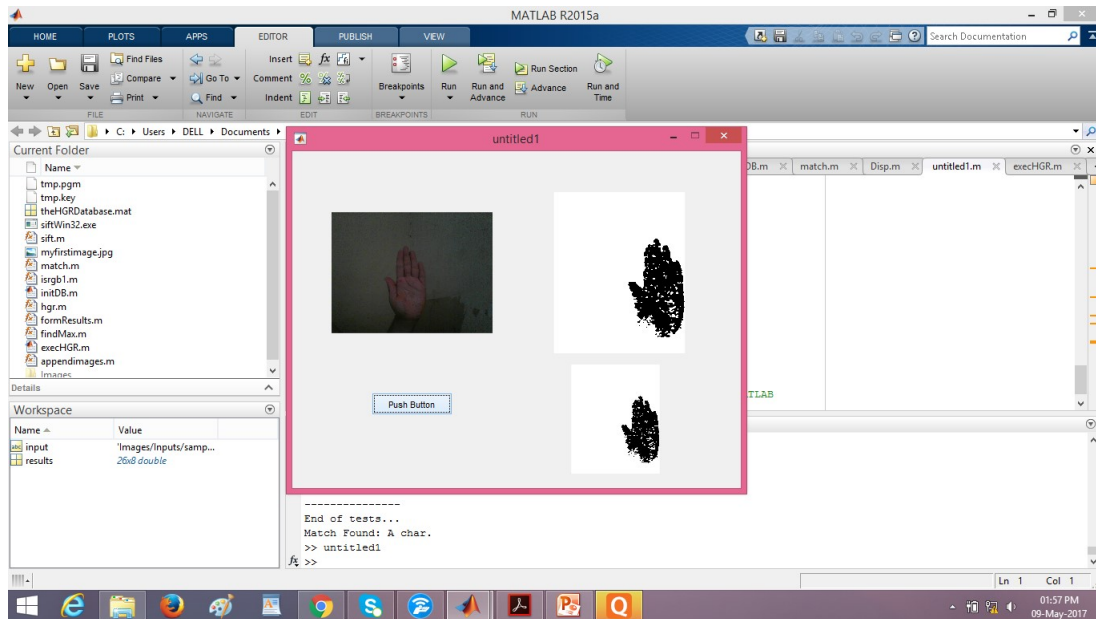 MATLAB R2015a
HOME PLOTS APPS EDITOR PUBLISH VIEW
Search Documentation
New Open Save
Find Files
Compare
Print
Go To
Find
Insert
Comment
Indent
Breakpoints
Run
Run and Advance
Run Section
Advance
Run and Time
FILE NAVIGATE EDIT BREAKPOINTS RUN
C: Users DELL Documents
Current Folder
Name
tmp.pgm
tmp.key
theHGRDatabase.mat
siftWin32.exe
sift.m
myfirstimage.jpg
match.m
isrgb1.m
initDB.m
hgr.m
formResults.m
findMax.m
execHGR.m
appendimages.m
Images
Details
Workspace
Name Value
input 'Images/Inputs/samp...
results 26x8 double
untitled1
Push Button
DB.m match.m Disp.m untitled1.m execHGR.m
TLAB
---------------
End of tests...
Match Found: A char.
>> untitled1
fx >>
Ln 1 Col 1
01:57 PM
09-May-2017